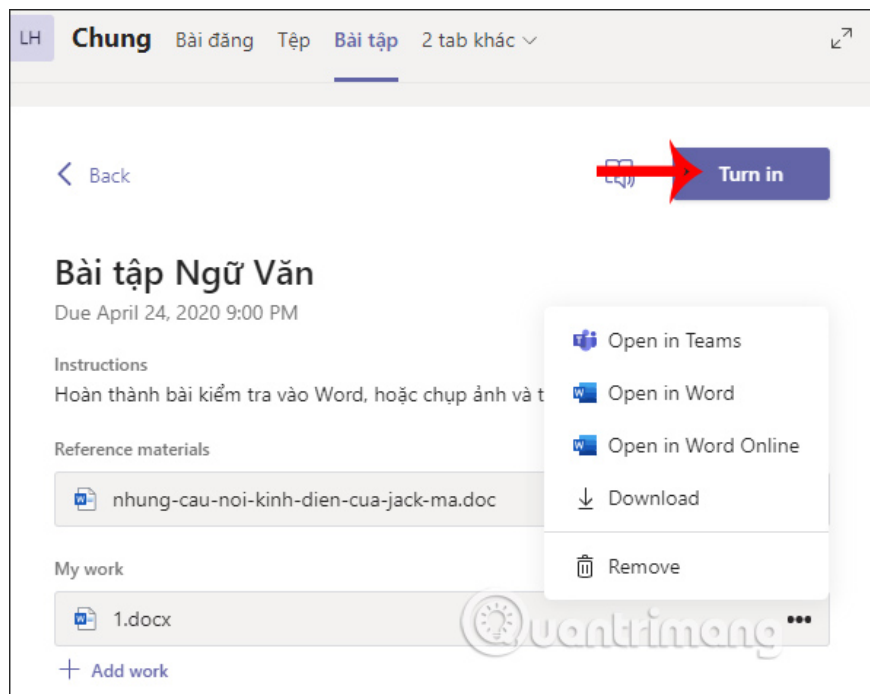 LH Chung Bài đăng Tệp Bài tập 2 tab khác
Back
Turn in
Bài tập Ngữ Văn
Due April 24, 2020 9:00 PM
Instructions
Hoàn thành bài kiểm tra vào Word, hoặc chụp ảnh và t
Reference materials
nhung-cau-noi-kinh-dien-cua-jack-ma.doc
My work
1.docx
Add work
Open in Teams
Open in Word
Open in Word Online
Download
Remove
Quantrimang